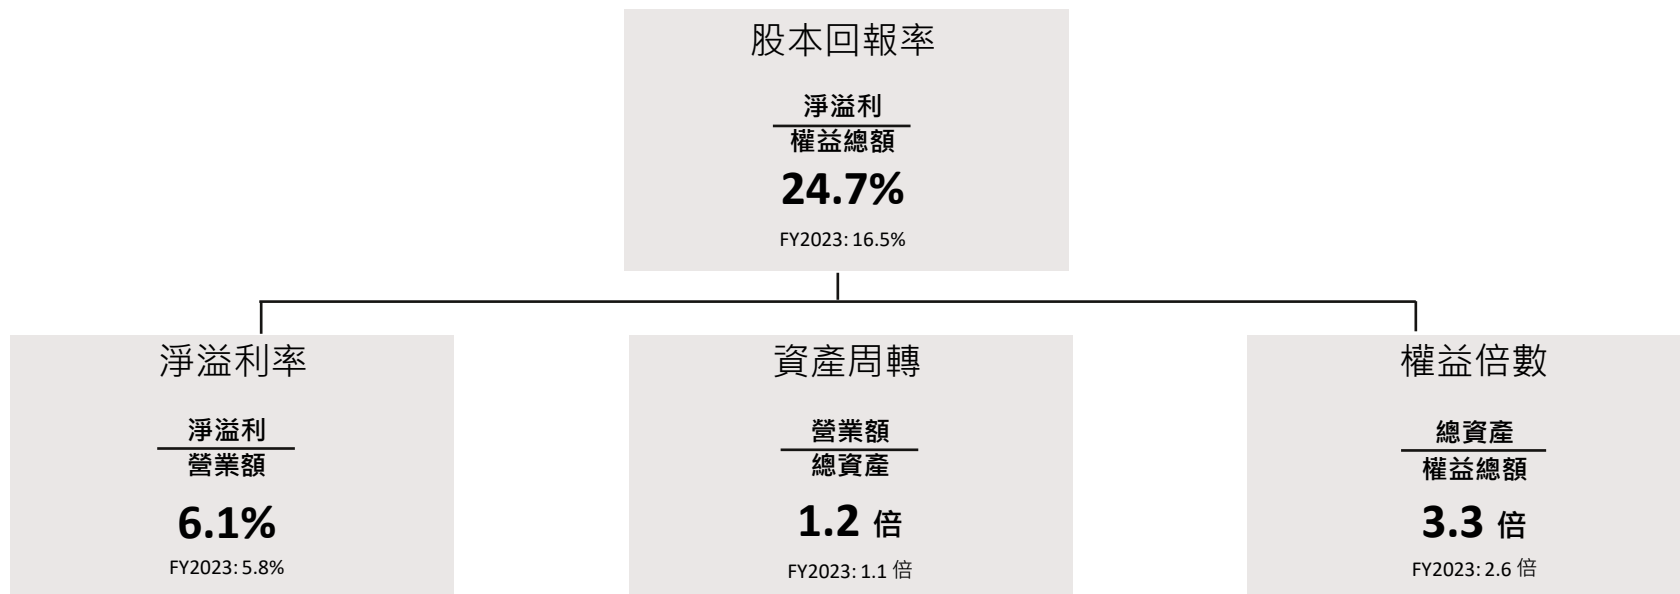 股本回報率
淨溢利
權益總額
24.7%
FY2023: 16.5%
淨溢利率
淨溢利
營業額
6.1%
FY2023: 5.8%
資產周轉
營業額
總資產
1.2 倍
FY2023: 1.1 倍
權益倍數
總資產
權益總額
3.3 倍
FY2023: 2.6 倍